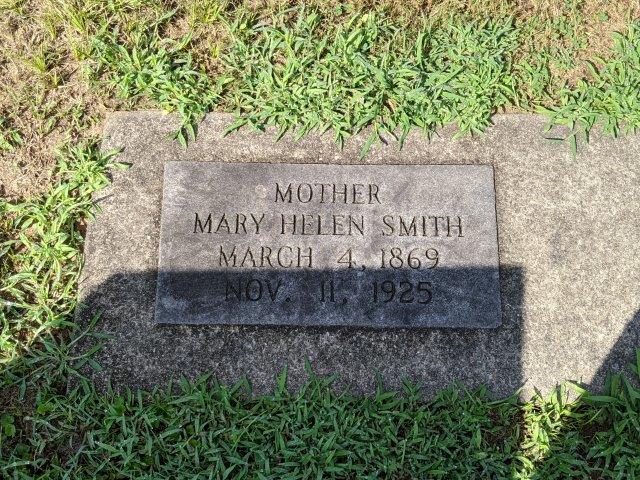 MOTHER
MARY HELEN SMITH
MARCH 4, 1869
NOV. 11, 1925